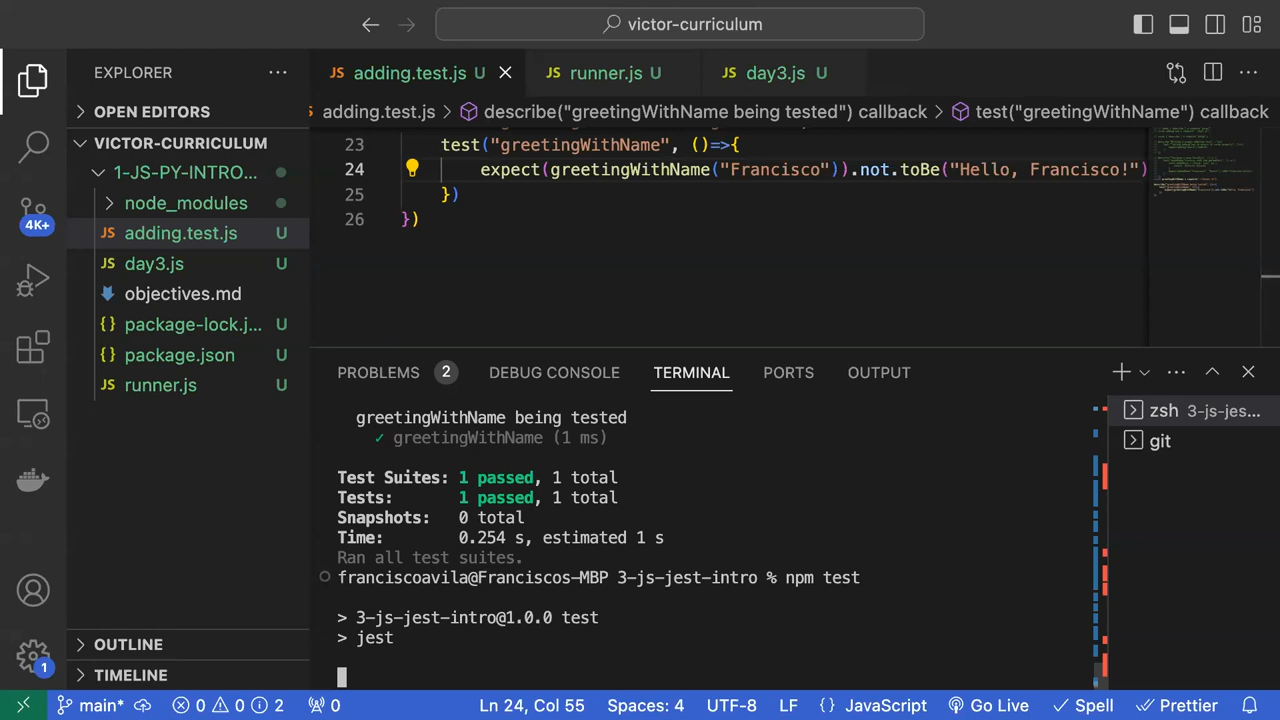 victor-curriculum
EXPLORER
OPEN EDITORS
VICTOR-CURRICULUM
1-JS-PY-INTRO...
node_modules
JS adding.test.js U
JS day3.js U
objectives.md
{} package-lock.j... U
{} package.json U
JS runner.js U
OUTLINE
TIMELINE
4K+
1
JS adding.test.js U
JS runner.js U
JS day3.js U
adding.test.js > describe("greetingWithName being tested") callback > test("greetingWithName") callback
23 test("greetingWithName", ()=>{
24 expect(greetingWithName("Francisco")).not.toBe("Hello, Francisco!")
25 })
26 })
PROBLEMS 2 DEBUG CONSOLE TERMINAL PORTS OUTPUT
greetingWithName being tested
✓ greetingWithName (1 ms)
Test Suites: 1 passed, 1 total
Tests: 1 passed, 1 total
Snapshots: 0 total
Time: 0.254 s, estimated 1 s
Ran all test suites.
franciscoavila@Franciscos-MBP 3-js-jest-intro % npm test
> 3-js-jest-intro@1.0.0 test
> jest
zsh 3-js-jes...
git
main* 0 0 2 0 Ln 24, Col 55 Spaces: 4 UTF-8 LF {} JavaScript Go Live Spell Prettier